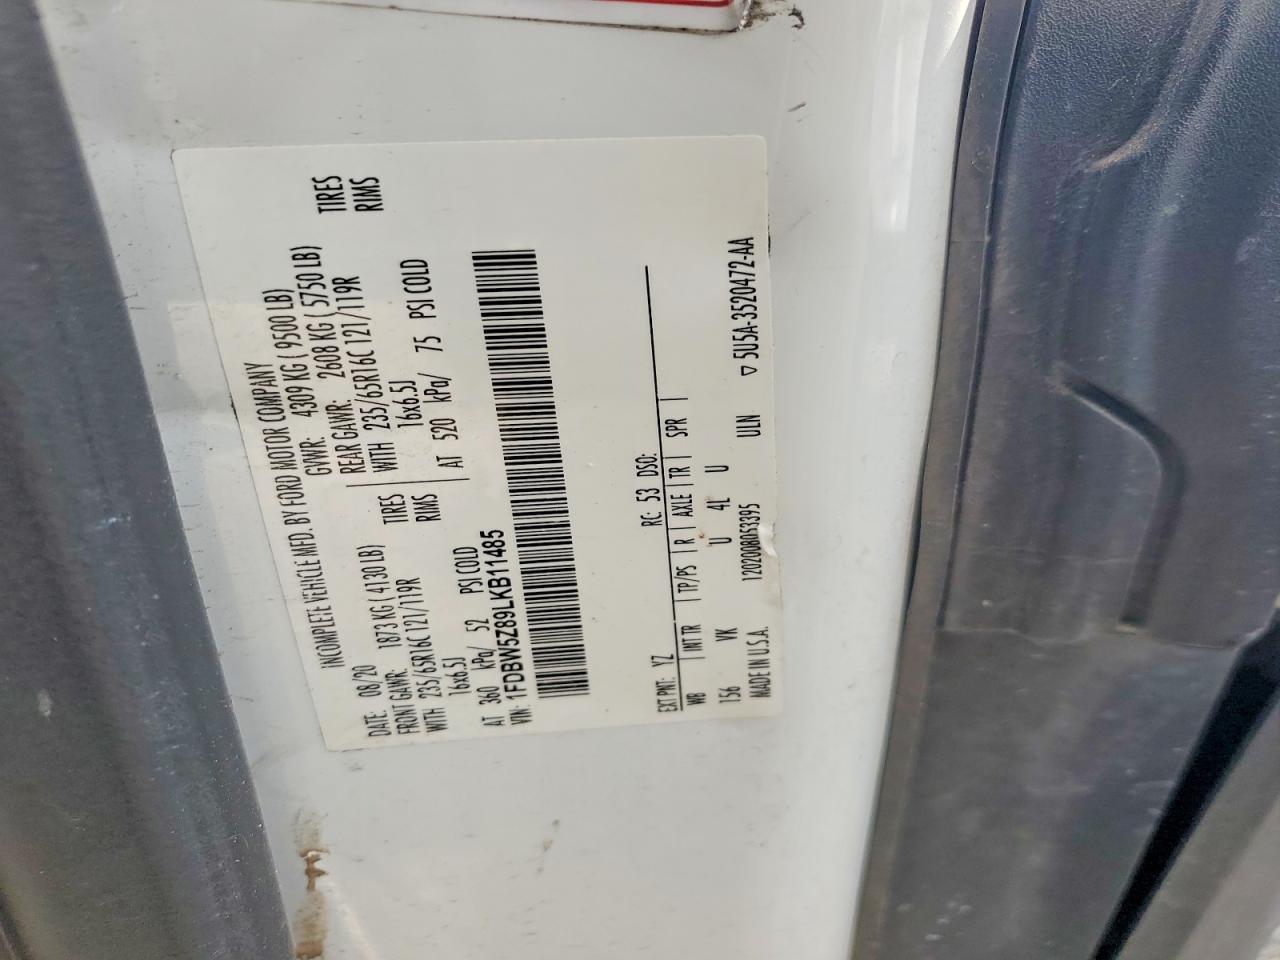 INCOMPLETE VEHICLE MFD. BY FORD MOTOR COMPANY
DATE: 08/20 GVWR: 4309 KG ( 9500 LB)
FRONT GAWR: 1873 KG ( 4130 LB) REAR GAWR: 2608 KG ( 5750 LB)
WITH 235/65R16C 121/119R TIRES WITH 235/65R16C 121/119R TIRES
16x6.5J RIMS 16x6.5J RIMS
AT 360 kPa/ 52 PSI COLD AT 520 kPa/ 75 PSI COLD
VIN: 1FDBW5Z89LKB11485
EXT PNT: YZ RC: 53 DSO:
WB INT TR TP/PS R AXLE TR SPR
156 VK U 4L U
MADE IN U.S.A. 1202008053395 ULN ▽ 5U5A-3520472-AA